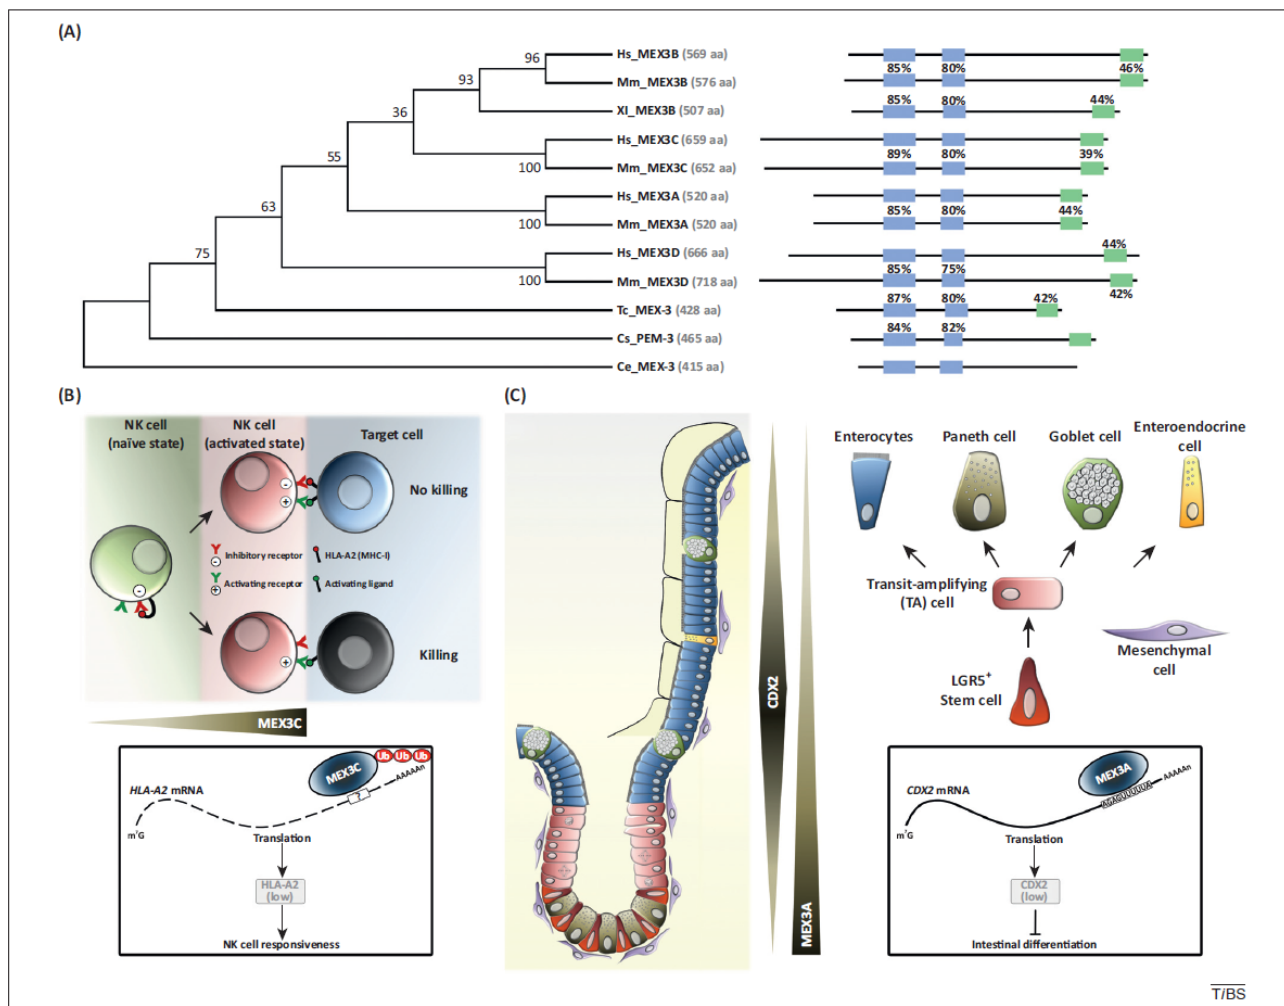 (A)
96
93
36
100
55
63
100
75
100
Hs_MEX3B (569 aa)
Mm_MEX3B (576 aa)
Xl_MEX3B (507 aa)
Hs_MEX3C (659 aa)
Mm_MEX3C (652 aa)
Hs_MEX3A (520 aa)
Mm_MEX3A (520 aa)
Hs_MEX3D (666 aa)
Mm_MEX3D (718 aa)
Tc_MEX-3 (428 aa)
Cs_PEM-3 (465 aa)
Ce_MEX-3 (415 aa)
85% 80% 46%
85% 80% 44%
89% 80% 39%
85% 80% 44%
44%
85% 75%
42%
87% 80% 42%
84% 82%
(B)
NK cell
(naïve state)
NK cell
(activated state)
Target cell
No killing
Inhibitory receptor
HLA-A2 (MHC-I)
Activating receptor
Activating ligand
Killing
MEX3C
MEX3C
Ub Ub Ub
AAAAAn
?
HLA-A2 mRNA
m7G
Translation
HLA-A2
(low)
NK cell responsiveness
(C)
CDX2
MEX3A
Enterocytes
Paneth cell
Goblet cell
Enteroendocrine
cell
Transit-amplifying
(TA) cell
Mesenchymal
cell
LGR5+
Stem cell
MEX3A
AAAAAn
AGAGUUUUUA
CDX2 mRNA
m7G
Translation
CDX2
(low)
Intestinal differentiation
TiBS